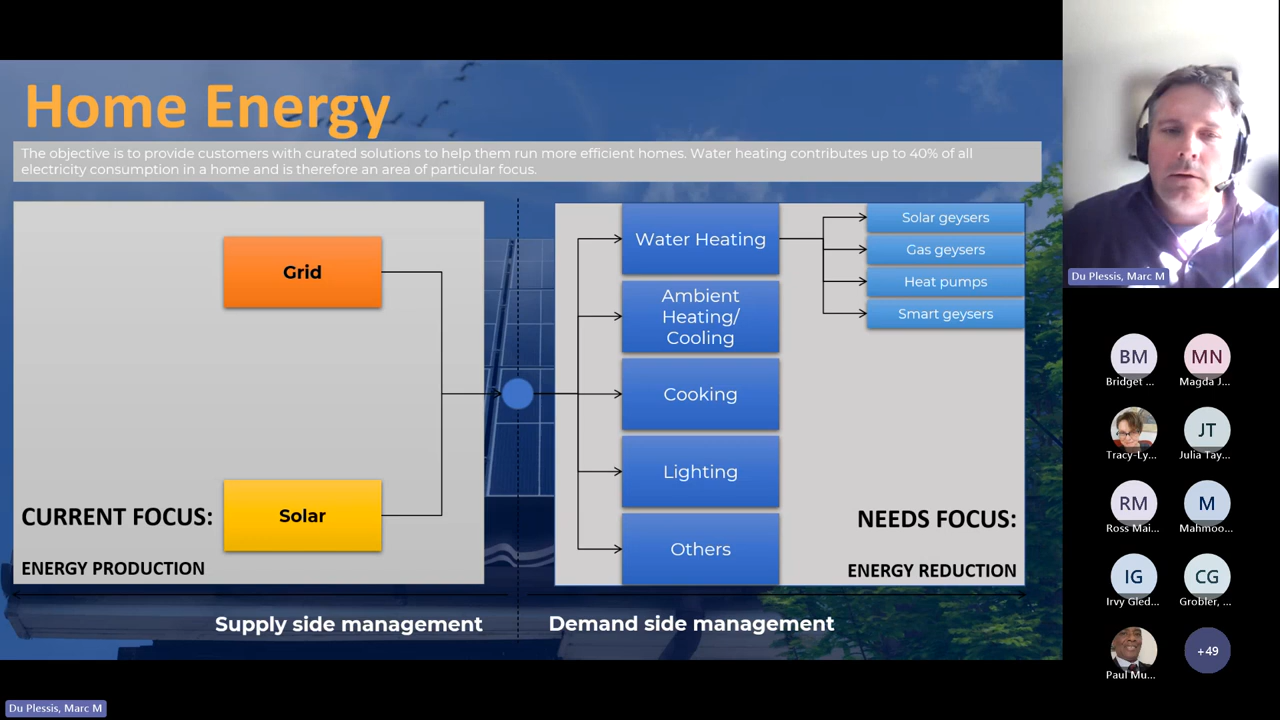 Home Energy
The objective is to provide customers with curated solutions to help them run more efficient homes. Water heating contributes up to 40% of all
electricity consumption in a home and is therefore an area of particular focus.
Grid
Solar
CURRENT FOCUS:
ENERGY PRODUCTION
Water Heating
Ambient
Heating/
Cooling
Cooking
Lighting
Others
Solar geysers
Gas geysers
Heat pumps
Smart geysers
NEEDS FOCUS:
ENERGY REDUCTION
Supply side management
Demand side management
Du Plessis, Marc M
BM
MN
Bridget ...
Magda J...
JT
Tracy-Ly...
Julia Tay...
RM
M
Ross Mai...
Mahmoo...
IG
CG
Irvy Gled...
Grobler, ...
+49
Paul Mu...
Du Plessis, Marc M